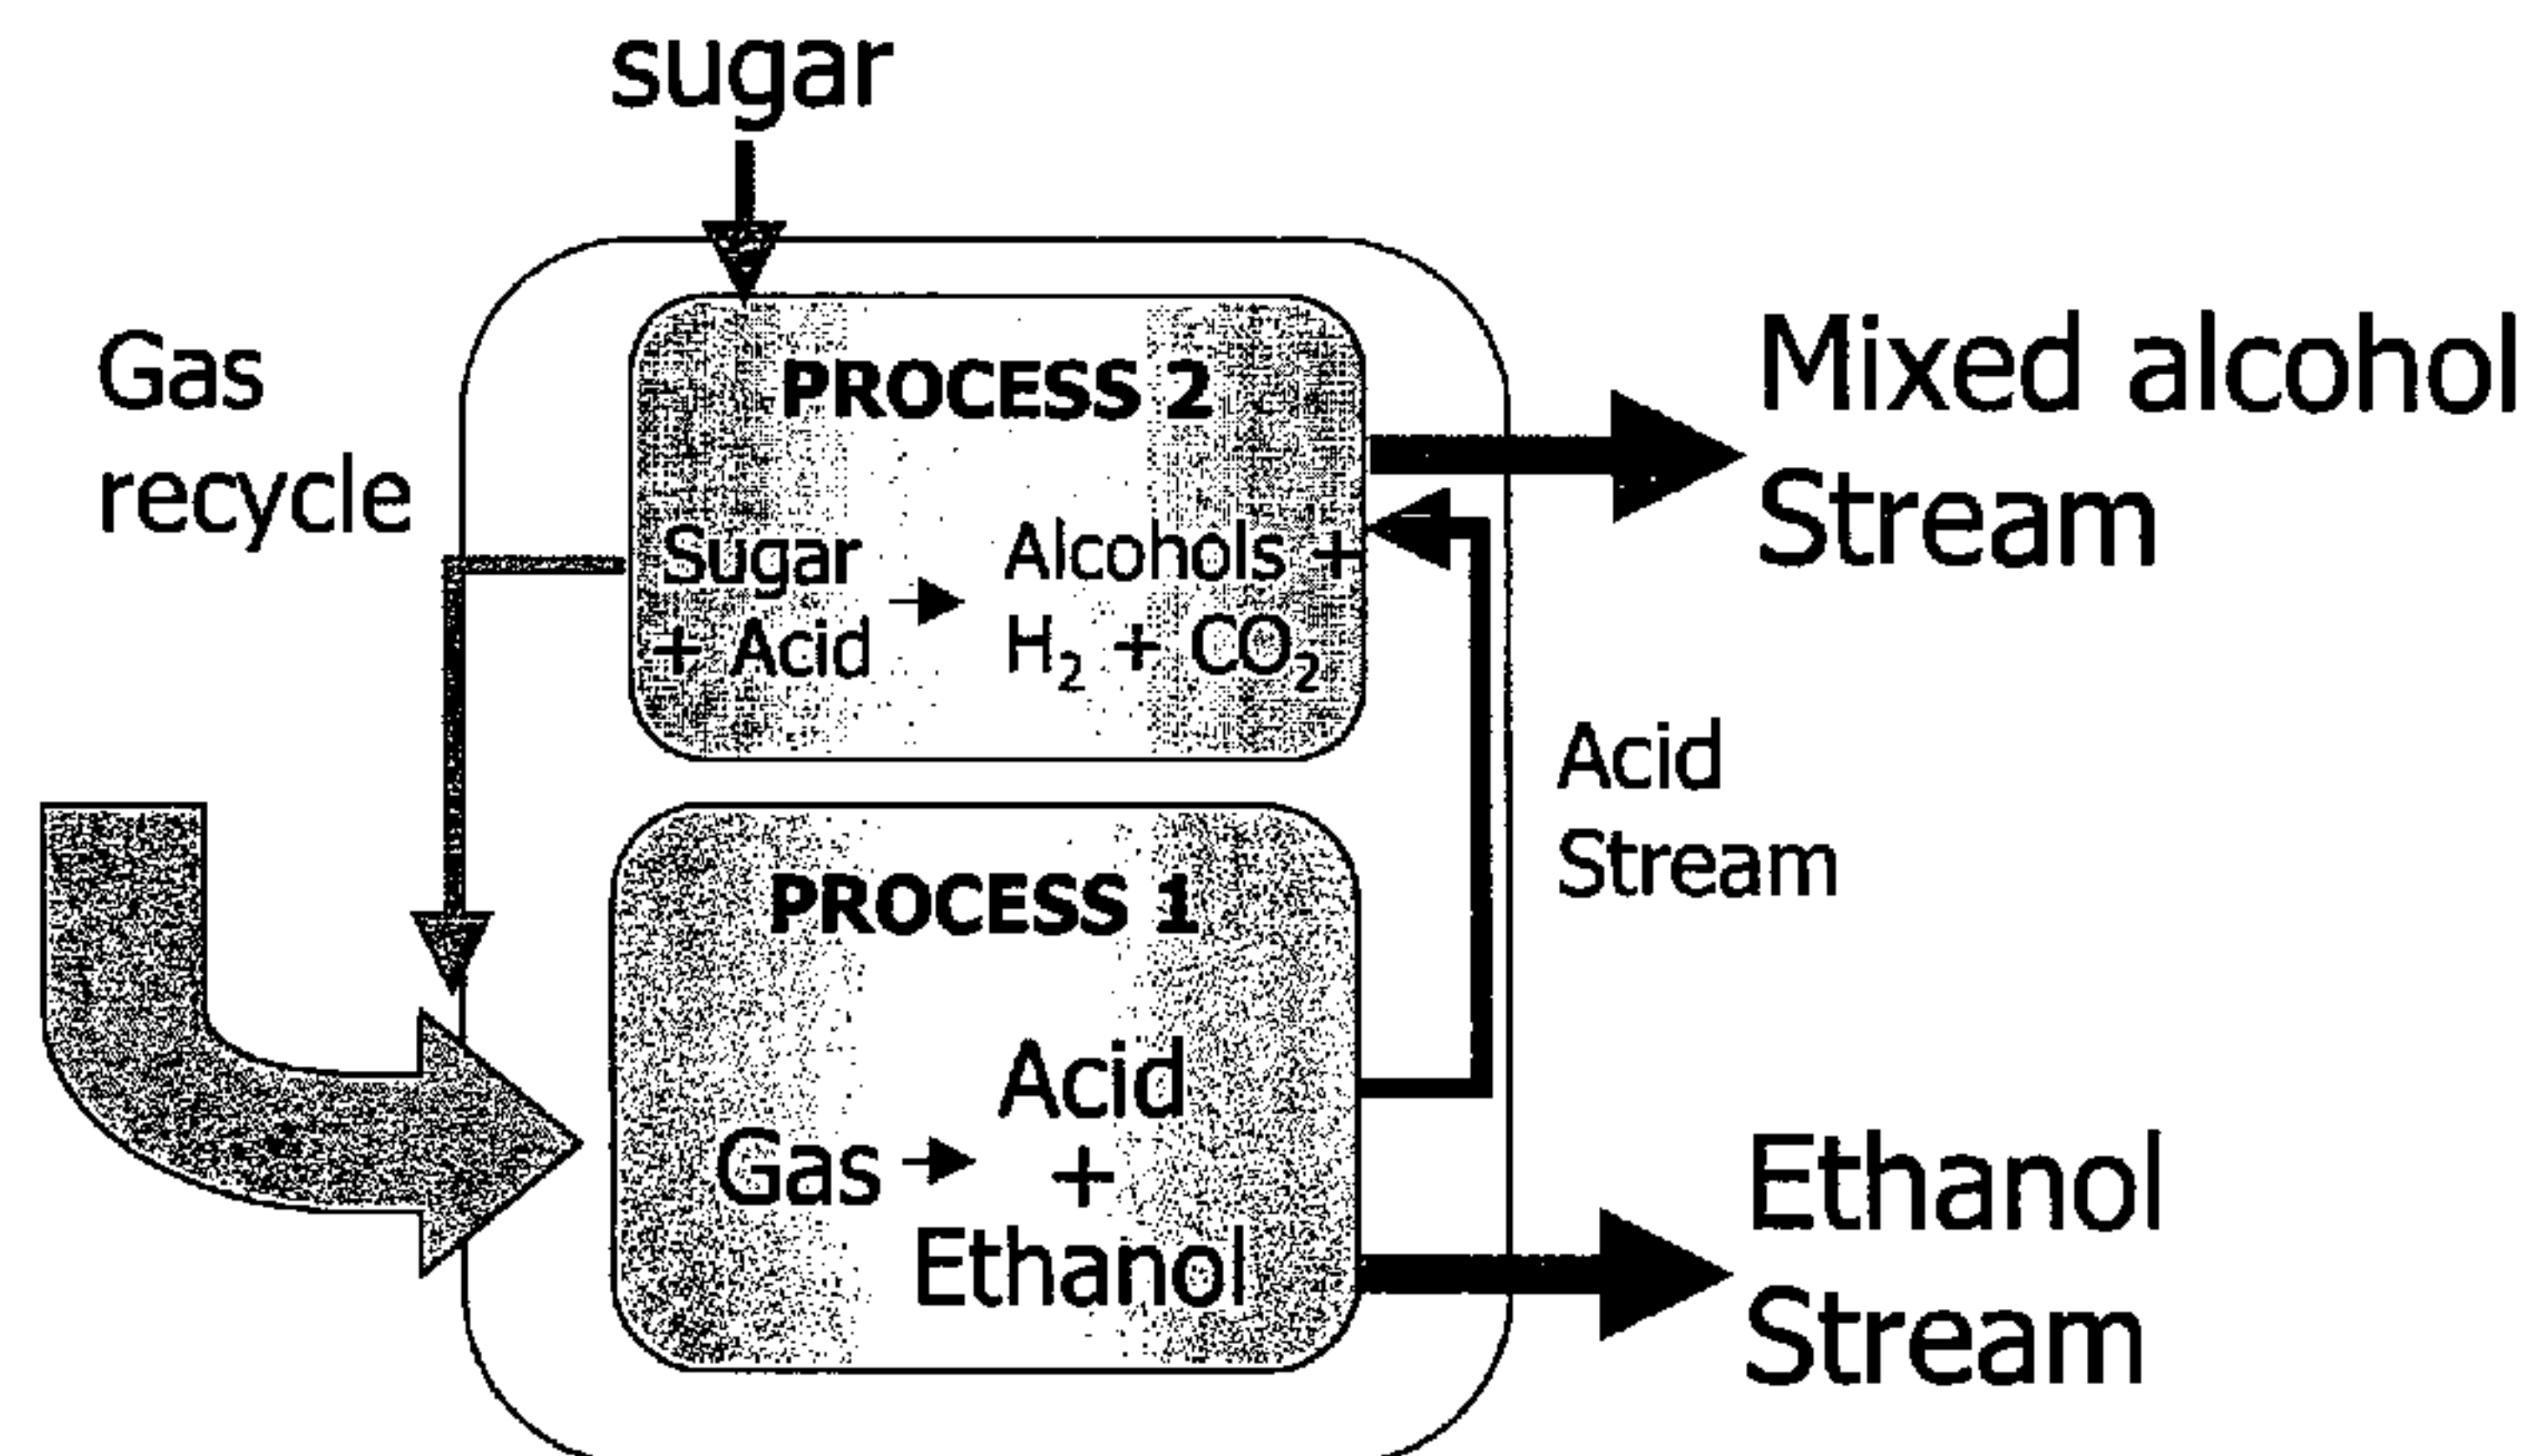 sugar
Gas
recycle
PROCESS 2
Sugar
+ Acid
Alcohols +
H₂ + CO₂
Mixed alcohol
Stream
Acid
Stream
PROCESS 1
Gas
Acid
+
Ethanol
Ethanol
Stream